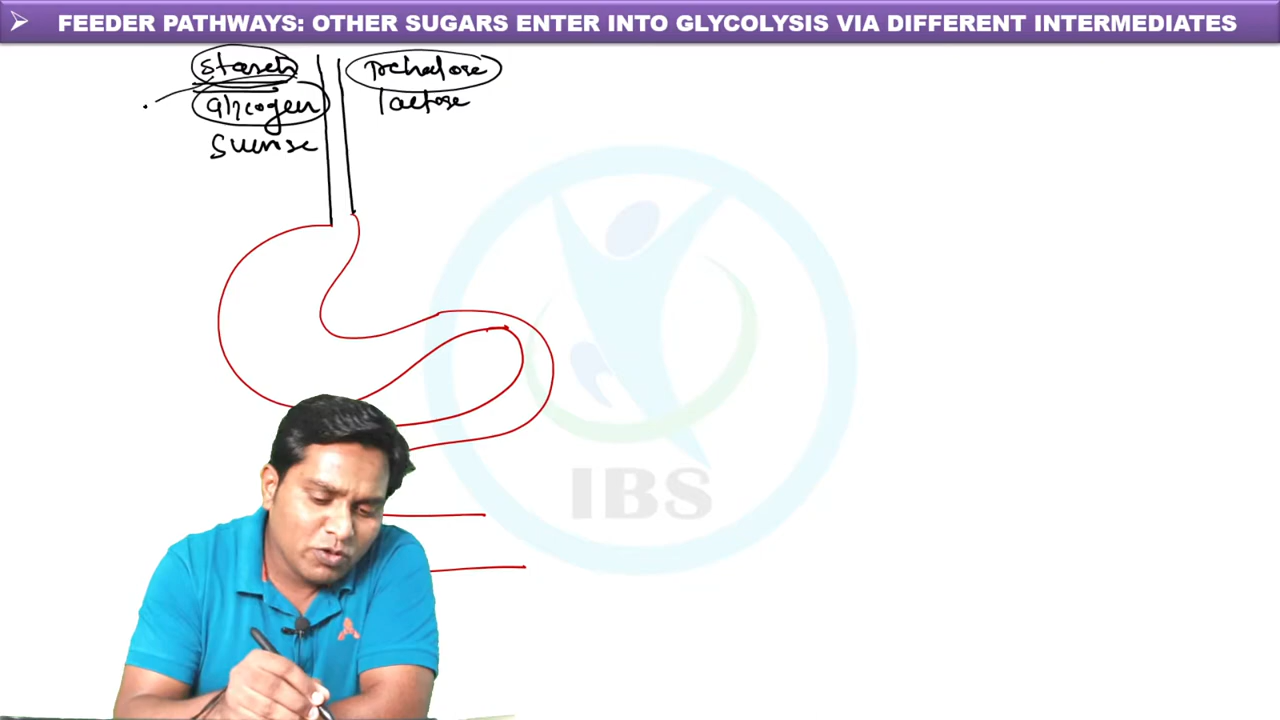 FEEDER PATHWAYS: OTHER SUGARS ENTER INTO GLYCOLYSIS VIA DIFFERENT INTERMEDIATES
starch
glycogen
Sucrose
Trehalose
lactose
IBS